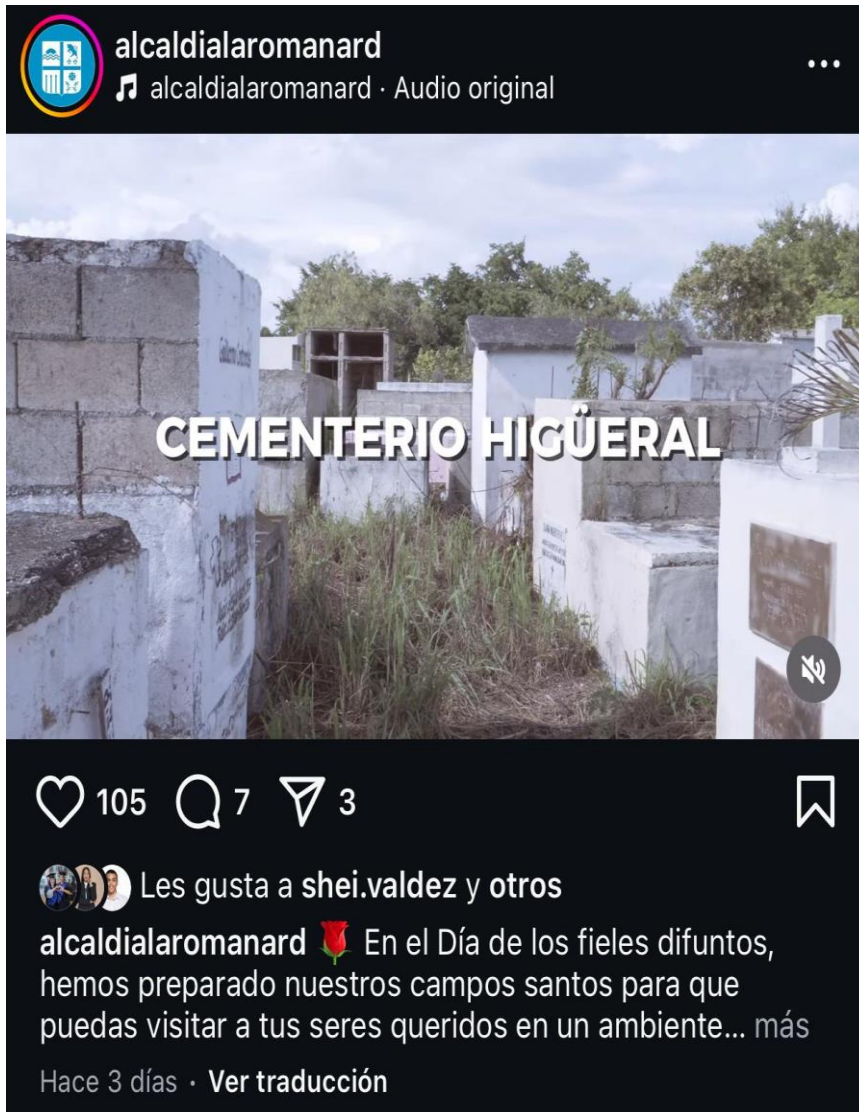 alcaldialaromanard
alcaldialaromanard · Audio original
CEMENTERIO HIGÜERAL
105 7 3
Les gusta a shei.valdez y otros
alcaldialaromanard 🌹 En el Día de los fieles difuntos,
hemos preparado nuestros campos santos para que
puedas visitar a tus seres queridos en un ambiente... más
Hace 3 días · Ver traducción